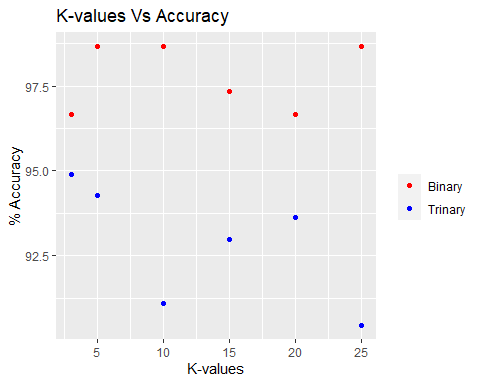 K-values Vs Accuracy
97.5
95.0
92.5
% Accuracy
5 10 15 20 25
K-values
Binary
Trinary